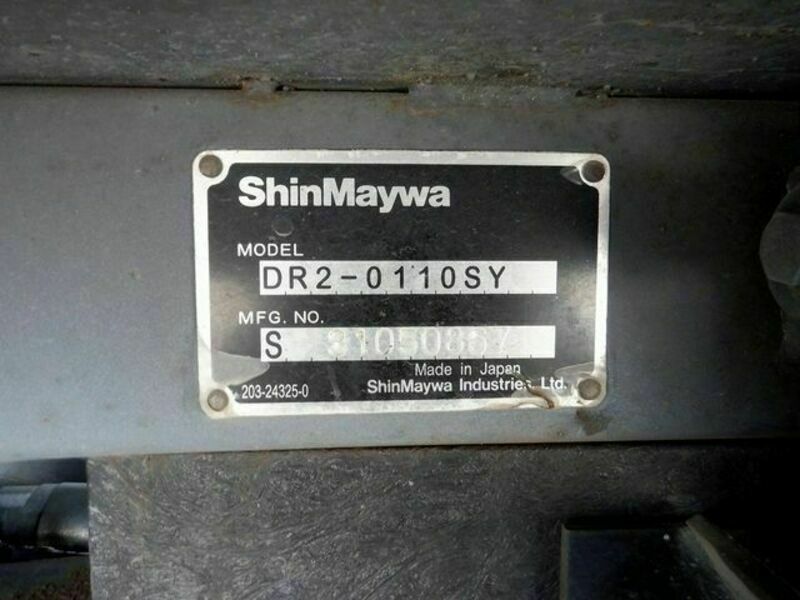 ShinMaywa
MODEL
DR2-0110SY
MFG. NO.
S
Made in Japan
203-24325-0
ShinMaywa Industries, Ltd.